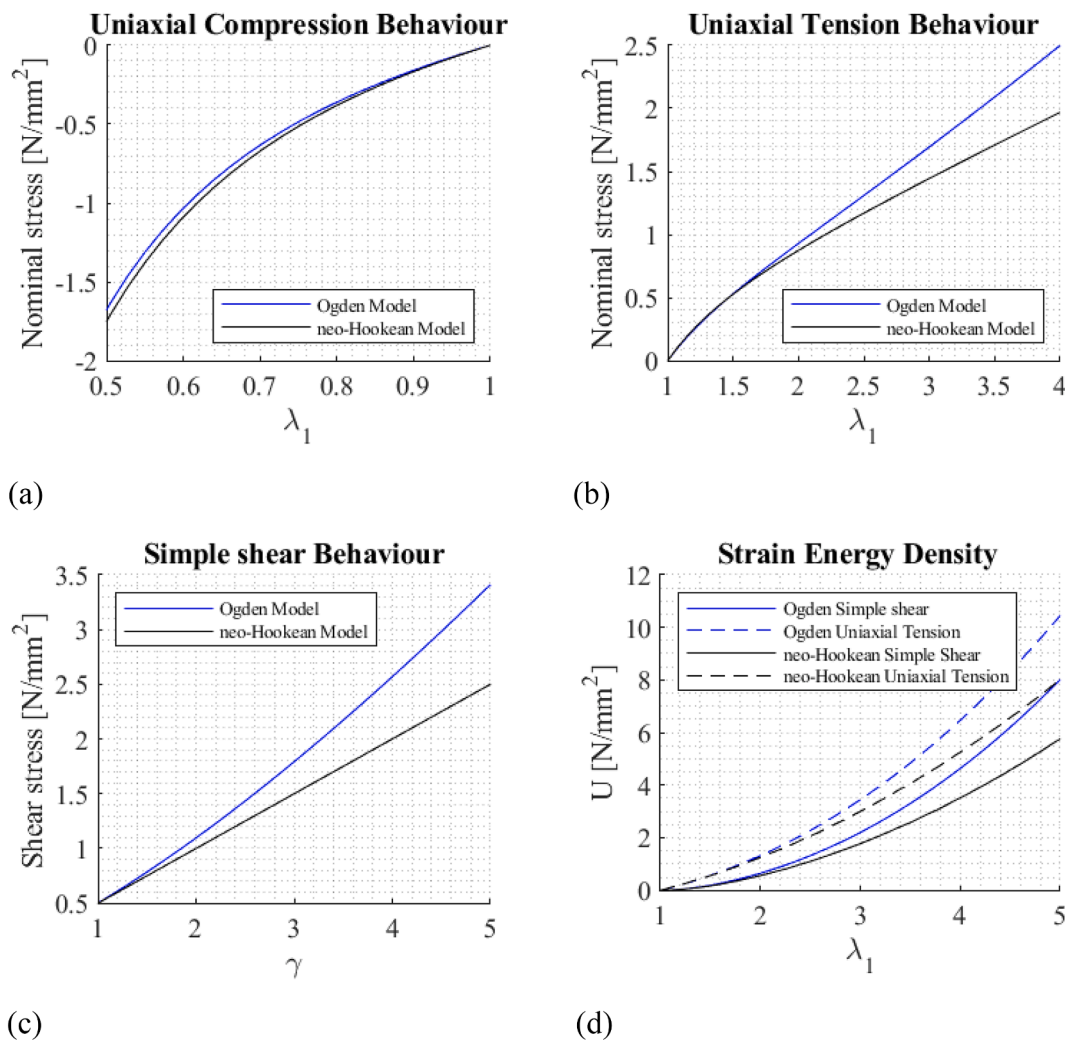 Uniaxial Compression Behaviour
0
-0.5
-1
-1.5
-2
Nominal stress [N/mm²]
Ogden Model
neo-Hookean Model
0.5 0.6 0.7 0.8 0.9 1
λ₁
(a)
Uniaxial Tension Behaviour
2.5
2
1.5
1
0.5
0
Nominal stress [N/mm²]
Ogden Model
neo-Hookean Model
1 1.5 2 2.5 3 3.5 4
λ₁
(b)
Simple shear Behaviour
3.5
3
2.5
2
1.5
1
0.5
Shear stress [N/mm²]
Ogden Model
neo-Hookean Model
1 2 3 4 5
γ
(c)
Strain Energy Density
12
10
8
6
4
2
0
U [N/mm²]
Ogden Simple shear
Ogden Uniaxial Tension
neo-Hookean Simple Shear
neo-Hookean Uniaxial Tension
1 2 3 4 5
λ₁
(d)